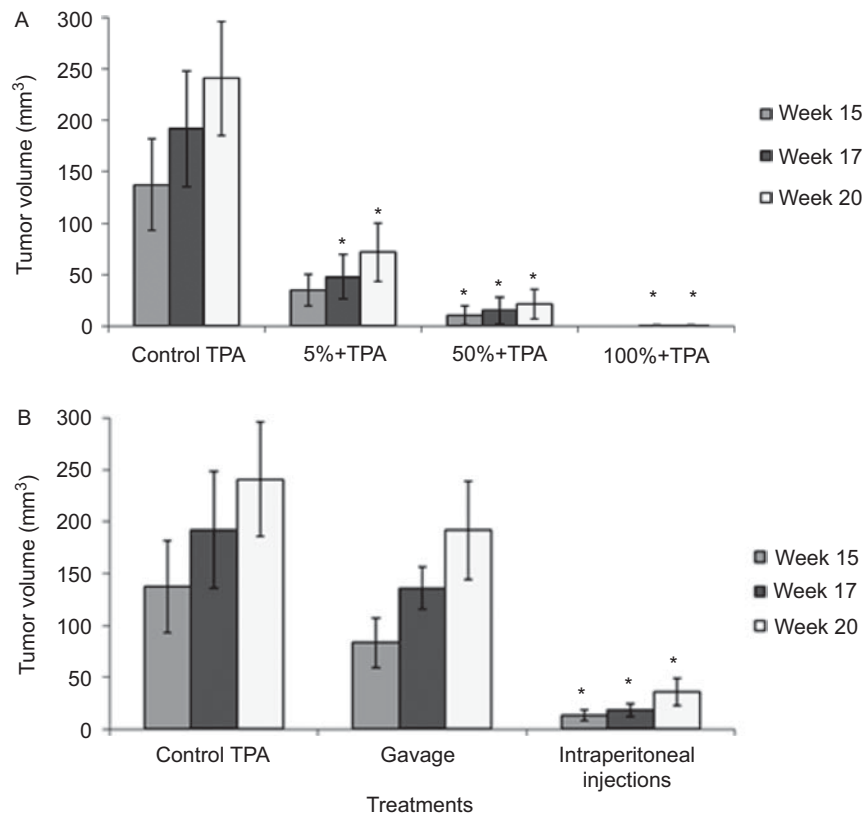 A
Tumor volume (mm³)
300
250
200
150
100
50
0
* * * * * * *
Control TPA 5%+TPA 50%+TPA 100%+TPA
Week 15
Week 17
Week 20
B
Tumor volume (mm³)
300
250
200
150
100
50
0
* * *
Control TPA Gavage Intraperitoneal
injections
Treatments
Week 15
Week 17
Week 20